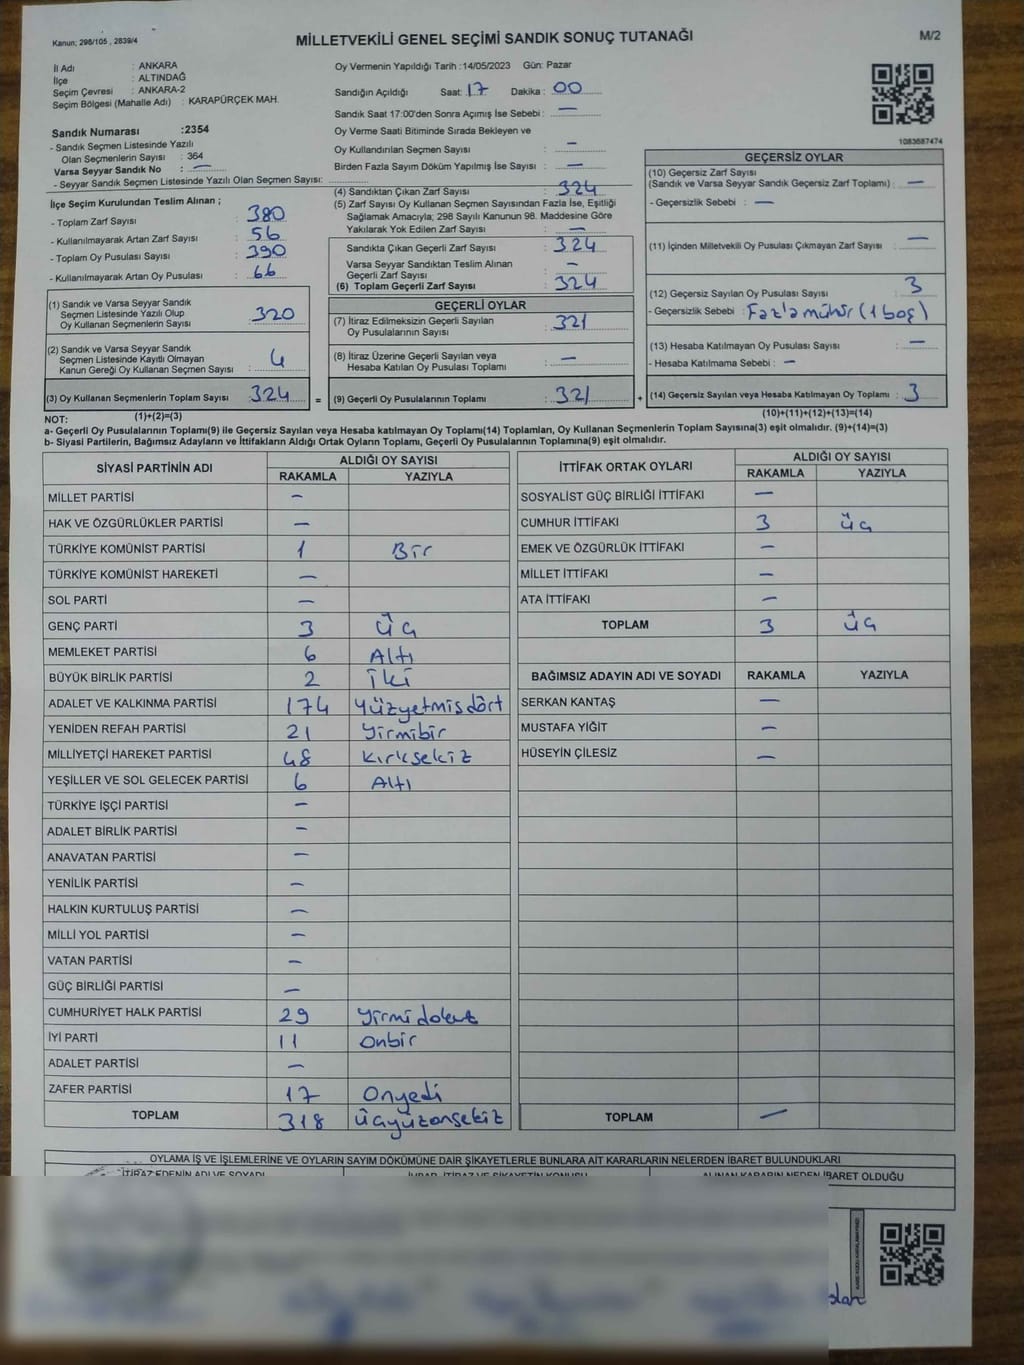 Kanun; 298/105 , 2839/4
MİLLETVEKİLİ GENEL SEÇİMİ SANDIK SONUÇ TUTANAĞI
M/2
İl Adı : ANKARA
İlçe : ALTINDAĞ
Seçim Çevresi : ANKARA-2
Seçim Bölgesi (Mahalle Adı) : KARAPÜRÇEK MAH.
Sandık Numarası :2354
- Sandık Seçmen Listesinde Yazılı
Olan Seçmenlerin Sayısı : 364
Varsa Seyyar Sandık No : —
- Seyyar Sandık Seçmen Listesinde Yazılı Olan Seçmen Sayısı:
İlçe Seçim Kurulundan Teslim Alınan ;
- Toplam Zarf Sayısı : 380
- Kullanılmayarak Artan Zarf Sayısı : 56
- Toplam Oy Pusulası Sayısı : 390
- Kullanılmayarak Artan Oy Pusulası : 66
(1) Sandık ve Varsa Seyyar Sandık
Seçmen Listesinde Yazılı Olup
Oy Kullanan Seçmenlerin Sayısı : 320
(2) Sandık ve Varsa Seyyar Sandık
Seçmen Listesinde Kayıtlı Olmayan
Kanun Gereği Oy Kullanan Seçmen Sayısı : 4
(3) Oy Kullanan Seçmenlerin Toplam Sayısı : 324 =
(1)+(2)=(3)
Oy Vermenin Yapıldığı Tarih :14/05/2023 Gün: Pazar
Sandığın Açıldığı Saat: 17 Dakika : 00
Sandık Saat 17:00'den Sonra Açımış İse Sebebi : —
Oy Verme Saati Bitiminde Sırada Bekleyen ve
Oy Kullandırılan Seçmen Sayısı : —
Birden Fazla Sayım Döküm Yapılmış İse Sayısı : —
(4) Sandıktan Çıkan Zarf Sayısı : 324
(5) Zarf Sayısı Oy Kullanan Seçmen Sayısından Fazla İse, Eşitliği
Sağlamak Amacıyla; 298 Sayılı Kanunun 98. Maddesine Göre
Yakılarak Yok Edilen Zarf Sayısı : —
Sandıkta Çıkan Geçerli Zarf Sayısı : 324
Varsa Seyyar Sandıktan Teslim Alınan
Geçerli Zarf Sayısı : —
(6) Toplam Geçerli Zarf Sayısı : 324
GEÇERLİ OYLAR
(7) İtiraz Edilmeksizin Geçerli Sayılan
Oy Pusulalarının Sayısı : 321
(8) İtiraz Üzerine Geçerli Sayılan veya
Hesaba Katılan Oy Pusulası Toplamı : —
(9) Geçerli Oy Pusulalarının Toplamı : 321 +
1083687474
GEÇERSİZ OYLAR
(10) Geçersiz Zarf Sayısı
(Sandık ve Varsa Seyyar Sandık Geçersiz Zarf Toplamı) : —
- Geçersizlik Sebebi : —
(11) İçinden Milletvekili Oy Pusulası Çıkmayan Zarf Sayısı : —
(12) Geçersiz Sayılan Oy Pusulası Sayısı : 3
- Geçersizlik Sebebi : Fazla mühür (1 boş)
(13) Hesaba Katılmayan Oy Pusulası Sayısı : —
- Hesaba Katılmama Sebebi : —
(14) Geçersiz Sayılan veya Hesaba Katılmayan Oy Toplamı : 3
(10)+(11)+(12)+(13)=(14)
NOT:
a- Geçerli Oy Pusulalarının Toplamı(9) ile Geçersiz Sayılan veya Hesaba Katılmayan Oy Toplamı(14) Toplamları, Oy Kullanan Seçmenlerin Toplam Sayısına(3) eşit olmalıdır. (9)+(14)=(3)
b- Siyasi Partilerin, Bağımsız Adayların ve İttifakların Aldığı Ortak Oyların Toplamı, Geçerli Oy Pusulalarının Toplamına(9) eşit olmalıdır.
SİYASİ PARTİNİN ADI ALDIĞI OY SAYISI
RAKAMLA YAZIYLA
MİLLET PARTİSİ —
HAK VE ÖZGÜRLÜKLER PARTİSİ —
TÜRKİYE KOMÜNİST PARTİSİ 1 Bir
TÜRKİYE KOMÜNİST HAREKETİ —
SOL PARTİ —
GENÇ PARTİ 3 Üç
MEMLEKET PARTİSİ 6 Altı
BÜYÜK BİRLİK PARTİSİ 2 İki
ADALET VE KALKINMA PARTİSİ 174 Yüzyetmişdört
YENİDEN REFAH PARTİSİ 21 Yirmibir
MİLLİYETÇİ HAREKET PARTİSİ 48 Kırksekiz
YEŞİLLER VE SOL GELECEK PARTİSİ 6 Altı
TÜRKİYE İŞÇİ PARTİSİ —
ADALET BİRLİK PARTİSİ —
ANAVATAN PARTİSİ —
YENİLİK PARTİSİ —
HALKIN KURTULUŞ PARTİSİ —
MİLLİ YOL PARTİSİ —
VATAN PARTİSİ —
GÜÇ BİRLİĞİ PARTİSİ —
CUMHURİYET HALK PARTİSİ 29 Yirmidokuz
İYİ PARTİ 11 Onbir
ADALET PARTİSİ —
ZAFER PARTİSİ 17 Onyedi
TOPLAM 318 Üçyüzonsekiz
İTTİFAK ORTAK OYLARI ALDIĞI OY SAYISI
RAKAMLA YAZIYLA
SOSYALİST GÜÇ BİRLİĞİ İTTİFAKI —
CUMHUR İTTİFAKI 3 üç
EMEK VE ÖZGÜRLÜK İTTİFAKI —
MİLLET İTTİFAKI —
ATA İTTİFAKI —
TOPLAM 3 üç
BAĞIMSIZ ADAYIN ADI VE SOYADI RAKAMLA YAZIYLA
SERKAN KANTAŞ —
MUSTAFA YİĞİT —
HÜSEYİN ÇİLESİZ —
TOPLAM —
OYLAMA İŞ VE İŞLEMLERİNE VE OYLARIN SAYIM DÖKÜMÜNE DAİR ŞİKAYETLERLE BUNLARA AİT KARARLARIN NELERDEN İBARET BULUNDUKLARI
İTİRAZ EDENİN ADI VE SOYADI İHBAR, İTİRAZ VE ŞİKAYETİN KONUSU ALINAN KARARIN NEDEN İBARET OLDUĞU